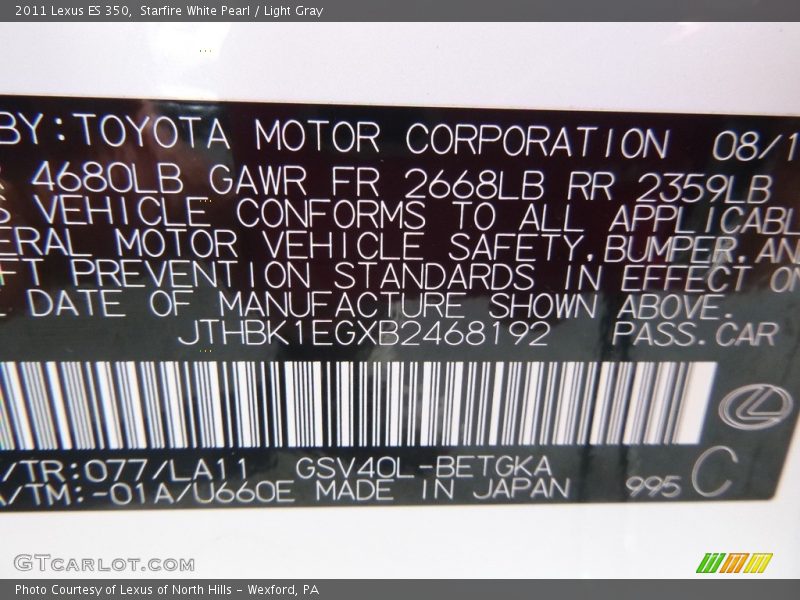 2011 Lexus ES 350, Starfire White Pearl / Light Gray
BY:TOYOTA MOTOR CORPORATION 08/1
4680LB GAWR FR 2668LB RR 2359LB
S VEHICLE CONFORMS TO ALL APPLICABL
ERAL MOTOR VEHICLE SAFETY,BUMPER,AN
FT PREVENTION STANDARDS IN EFFECT ON
DATE OF MANUFACTURE SHOWN ABOVE.
JTHBK1EGXB2468192 PASS.CAR
/TR:077/LA11 GSV40L-BETGKA
A/TM:-01A/U660E MADE IN JAPAN 995 C
GTCARLOT.COM
Photo Courtesy of Lexus of North Hills - Wexford, PA